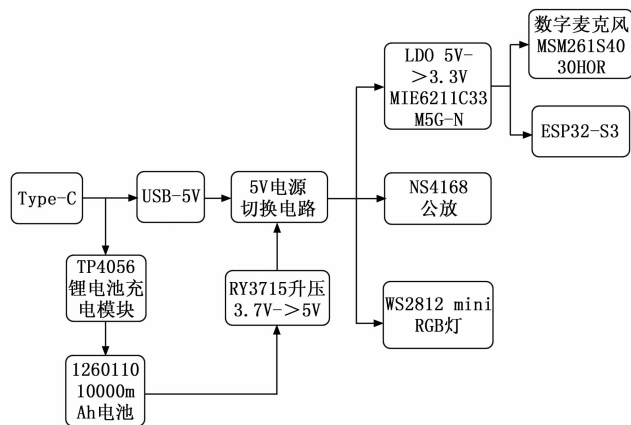 数字麦克风
MSM261S40
30HOR
LDO 5V-
>3.3V
MIE6211C33
M5G-N
ESP32-S3
Type-C
USB-5V
5V电源
切换电路
NS4168
公放
TP4056
锂电池充
电模块
RY3715升压
3.7V->5V
WS2812 mini
RGB灯
1260110
10000m
Ah电池